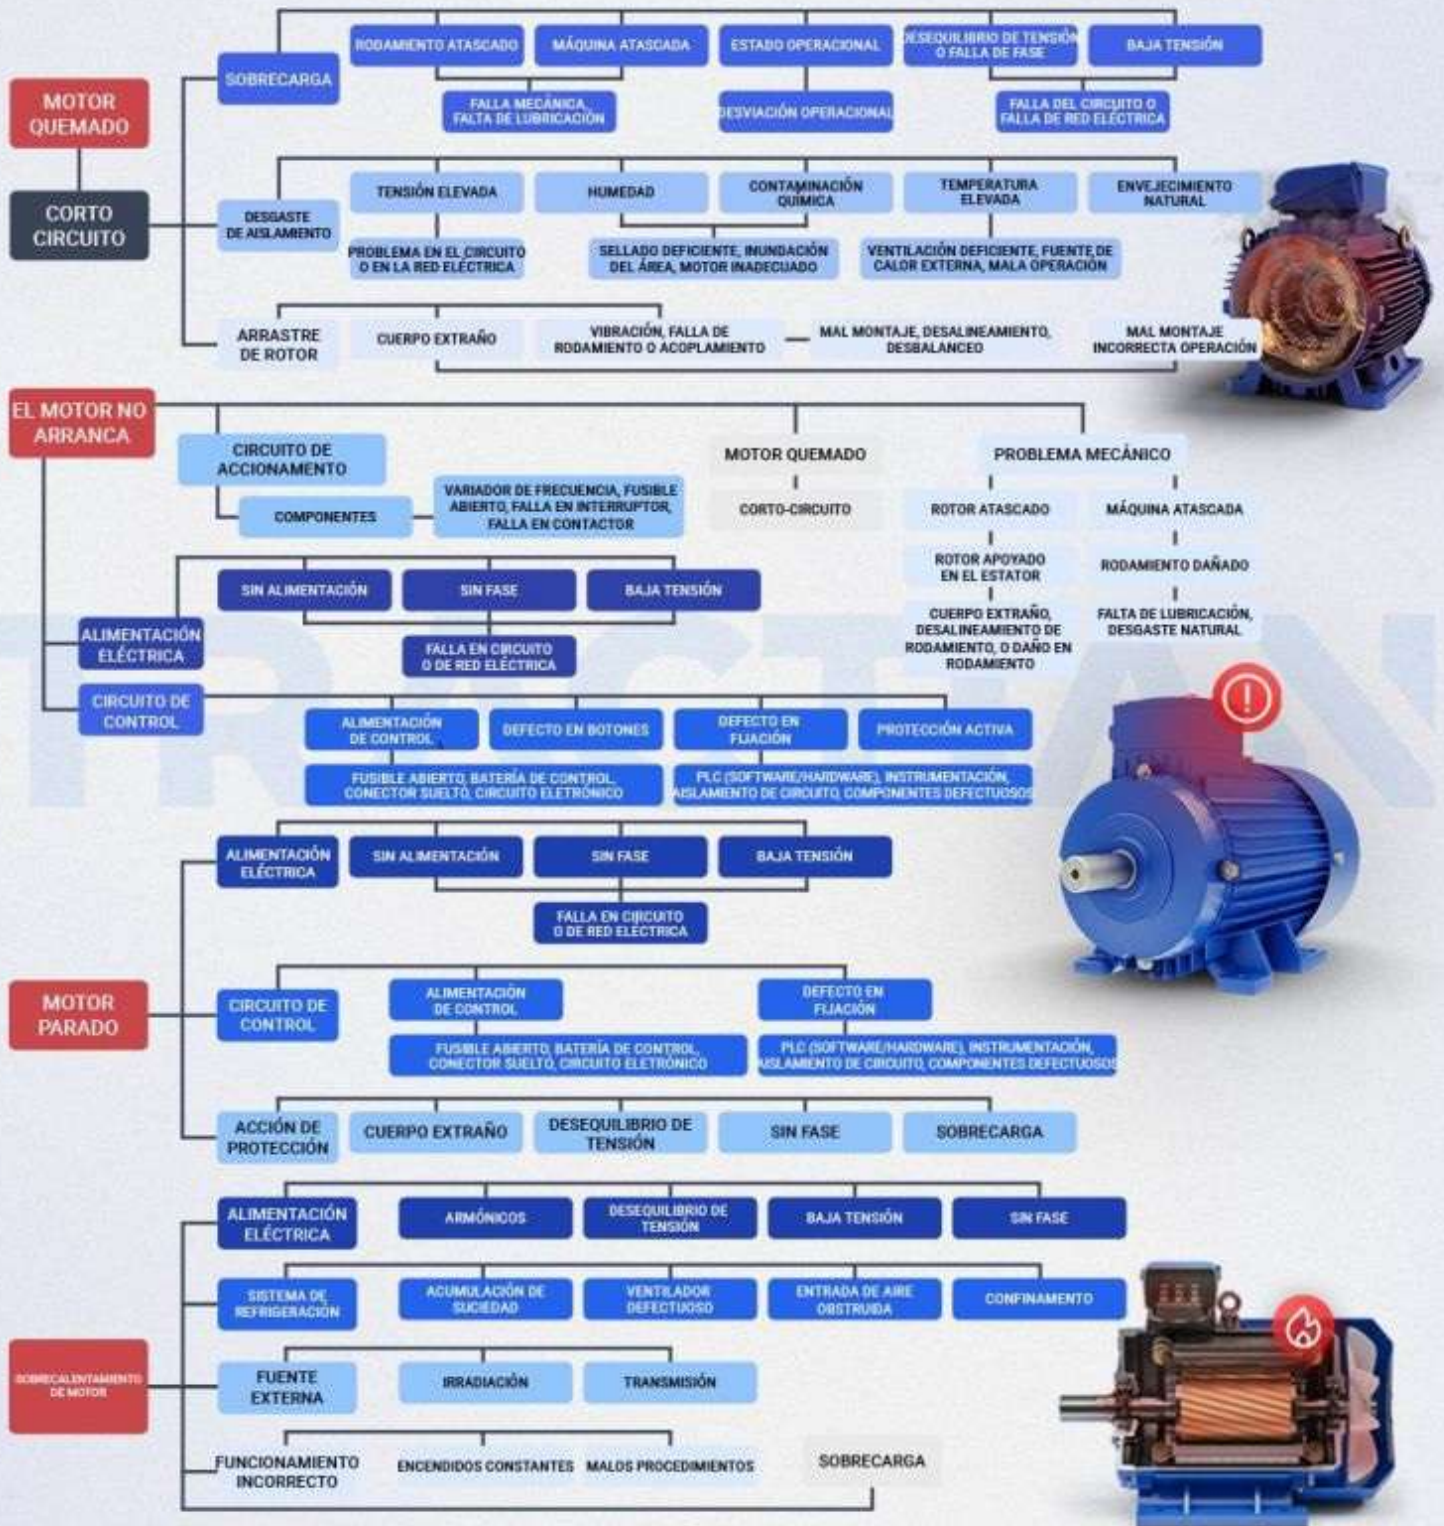 RODAMIENTO ATASCADO
MÁQUINA ATASCADA
ESTADO OPERACIONAL
DESEQUILIBRIO DE TENSIÓN
O FALLA DE FASE
BAJA TENSIÓN
SOBRECARGA
FALLA MECÁNICA,
FALTA DE LUBRICACIÓN
DESVIACIÓN OPERACIONAL
FALLA DEL CIRCUITO O
FALLA DE RED ELÉCTRICA
MOTOR
QUEMADO
CORTO
CIRCUITO
DESGASTE
DE AISLAMIENTO
TENSIÓN ELEVADA
HUMEDAD
CONTAMINACIÓN
QUÍMICA
TEMPERATURA
ELEVADA
ENVEJECIMIENTO
NATURAL
PROBLEMA EN EL CIRCUITO
O EN LA RED ELÉCTRICA
SELLADO DEFICIENTE, INUNDACIÓN
DEL ÁREA, MOTOR INADECUADO
VENTILACIÓN DEFICIENTE, FUENTE DE
CALOR EXTERNA, MALA OPERACIÓN
ARRASTRE
DE ROTOR
CUERPO EXTRAÑO
VIBRACIÓN, FALLA DE
RODAMIENTO O ACOPLAMIENTO
MAL MONTAJE, DESALINEAMIENTO,
DESBALANCEO
MAL MONTAJE
INCORRECTA OPERACIÓN
EL MOTOR NO
ARRANCA
CIRCUITO DE
ACCIONAMENTO
COMPONENTES
VARIADOR DE FRECUENCIA, FUSIBLE
ABIERTO, FALLA EN INTERRUPTOR,
FALLA EN CONTACTOR
MOTOR QUEMADO
CORTO-CIRCUITO
PROBLEMA MECÁNICO
ROTOR ATASCADO
MÁQUINA ATASCADA
ROTOR APOYADO
EN EL ESTATOR
RODAMIENTO DAÑADO
CUERPO EXTRAÑO,
DESALINEAMIENTO DE
RODAMIENTO, O DAÑO EN
RODAMIENTO
FALTA DE LUBRICACIÓN,
DESGASTE NATURAL
SIN ALIMENTACIÓN
SIN FASE
BAJA TENSIÓN
ALIMENTACIÓN
ELÉCTRICA
FALLA EN CIRCUITO
O DE RED ELÉCTRICA
TRACTIAN
CIRCUITO DE
CONTROL
ALIMENTACIÓN
DE CONTROL
DEFECTO EN BOTONES
DEFECTO EN
FIJACIÓN
PROTECCIÓN ACTIVA
FUSIBLE ABIERTO, BATERÍA DE CONTROL,
CONECTOR SUELTO, CIRCUITO ELETRÓNICO
PLC (SOFTWARE/HARDWARE), INSTRUMENTACIÓN,
AISLAMIENTO DE CIRCUITO, COMPONENTES DEFECTUOSOS
ALIMENTACIÓN
ELÉCTRICA
SIN ALIMENTACIÓN
SIN FASE
BAJA TENSIÓN
FALLA EN CIRCUITO
O DE RED ELÉCTRICA
MOTOR
PARADO
CIRCUITO DE
CONTROL
ALIMENTACIÓN
DE CONTROL
DEFECTO EN
FIJACIÓN
FUSIBLE ABIERTO, BATERÍA DE CONTROL,
CONECTOR SUELTO, CIRCUITO ELETRÓNICO
PLC (SOFTWARE/HARDWARE), INSTRUMENTACIÓN,
AISLAMIENTO DE CIRCUITO, COMPONENTES DEFECTUOSOS
ACCIÓN DE
PROTECCIÓN
CUERPO EXTRAÑO
DESEQUILIBRIO DE
TENSIÓN
SIN FASE
SOBRECARGA
ALIMENTACIÓN
ELÉCTRICA
ARMÓNICOS
DESEQUILIBRIO DE
TENSIÓN
BAJA TENSIÓN
SIN FASE
SISTEMA DE
REFRIGERACIÓN
ACUMULACIÓN DE
SUCIEDAD
VENTILADOR
DEFECTUOSO
ENTRADA DE AIRE
OBSTRUIDA
CONFINAMENTO
SOBRECALENTAMIENTO
DE MOTOR
FUENTE
EXTERNA
IRRADIACIÓN
TRANSMISIÓN
FUNCIONAMIENTO
INCORRECTO
ENCENDIDOS CONSTANTES
MALOS PROCEDIMIENTOS
SOBRECARGA